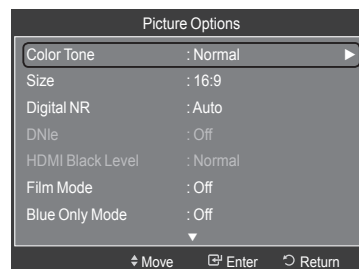 Picture Options
Color Tone : Normal ▶
Size : 16:9
Digital NR : Auto
DNIe : Off
HDMI Black Level : Normal
Film Mode : Off
Blue Only Mode : Off
▼
Move Enter Return